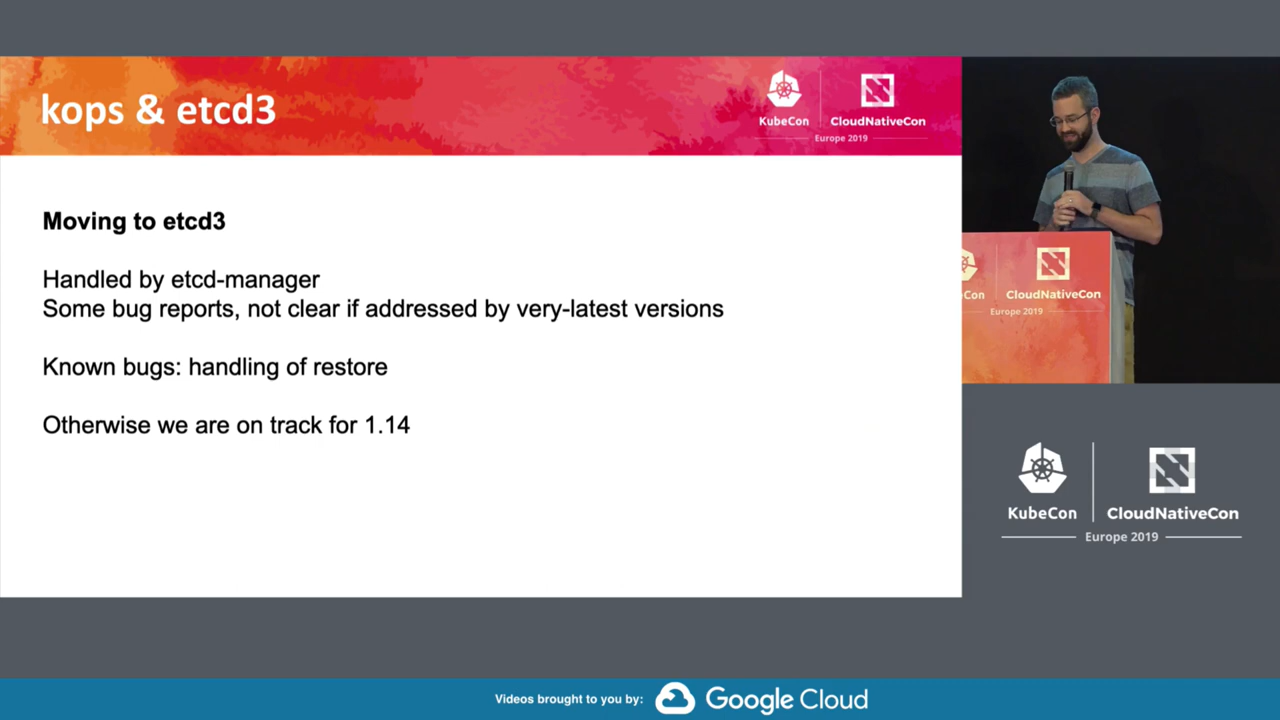 kops & etcd3
KubeCon
CloudNativeCon
Europe 2019
Moving to etcd3
Handled by etcd-manager
Some bug reports, not clear if addressed by very-latest versions
Known bugs: handling of restore
Otherwise we are on track for 1.14
Con
CloudNativeCon
Europe 2019
KubeCon
CloudNativeCon
Europe 2019
Videos brought to you by:
Google Cloud